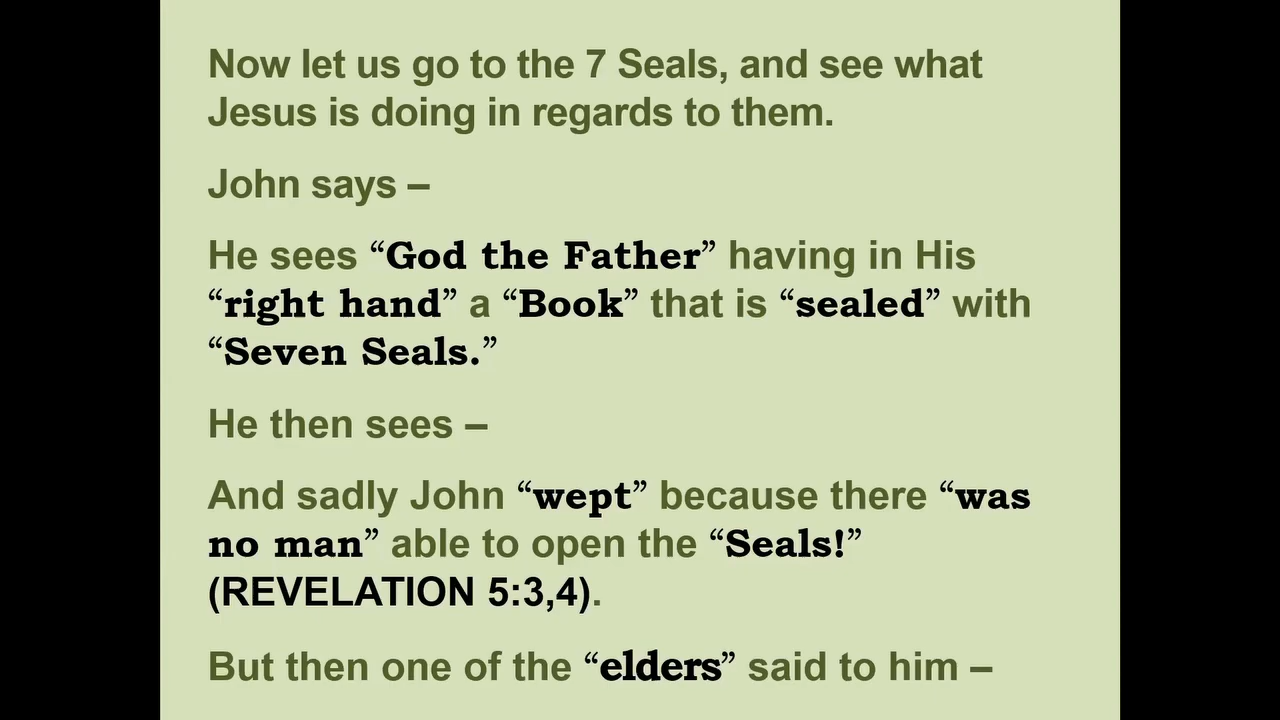 Now let us go to the 7 Seals, and see what
Jesus is doing in regards to them.
John says –
He sees “God the Father” having in His
“right hand” a “Book” that is “sealed” with
“Seven Seals.”
He then sees –
And sadly John “wept” because there “was
no man” able to open the “Seals!”
(REVELATION 5:3,4).
But then one of the “elders” said to him –